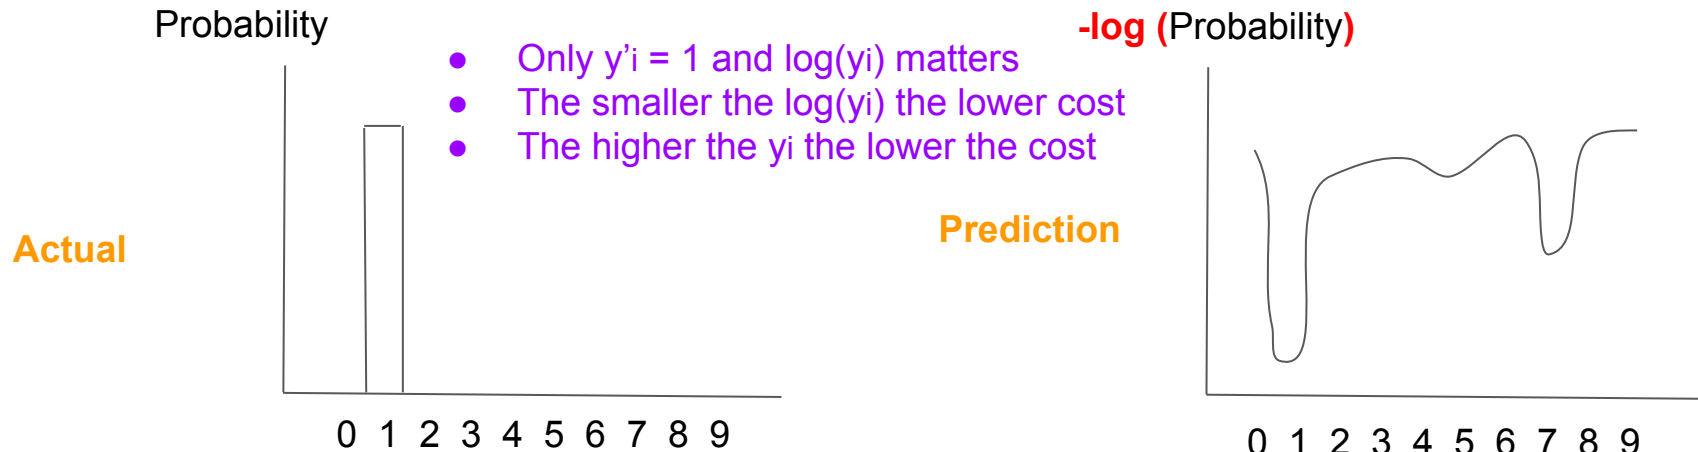 Probability
● Only y'i = 1 and log(yi) matters
● The smaller the log(yi) the lower cost
● The higher the yi the lower the cost
Actual
0 1 2 3 4 5 6 7 8 9
-log (Probability)
Prediction
0 1 2 3 4 5 6 7 8 9